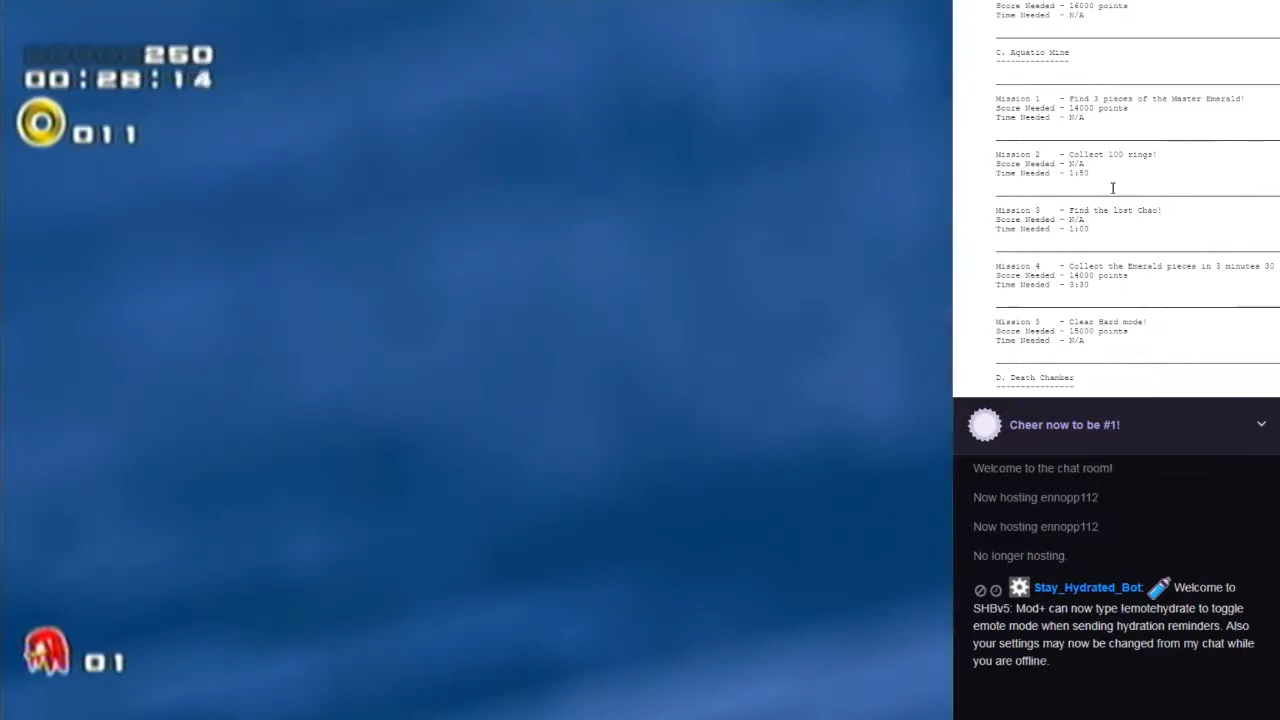 250
00:28:14
011
01
Score Needed - 16000 points
Time Needed - N/A
C. Aquatic Mine
---------------
Mission 1 - Find 3 pieces of the Master Emerald!
Score Needed - 14000 points
Time Needed - N/A
Mission 2 - Collect 100 rings!
Score Needed - N/A
Time Needed - 1:50
Mission 3 - Find the lost Chao!
Score Needed - N/A
Time Needed - 1:00
Mission 4 - Collect the Emerald pieces in 3 minutes 30
Score Needed - 14000 points
Time Needed - 3:30
Mission 5 - Clear Hard mode!
Score Needed - 15000 points
Time Needed - N/A
D. Death Chamber
----------------
Cheer now to be #1!
Welcome to the chat room!
Now hosting ennopp112
Now hosting ennopp112
No longer hosting.
Stay_Hydrated_Bot: Welcome to
SHBv5: Mod+ can now type !emotehydrate to toggle
emote mode when sending hydration reminders. Also
your settings may now be changed from my chat while
you are offline.